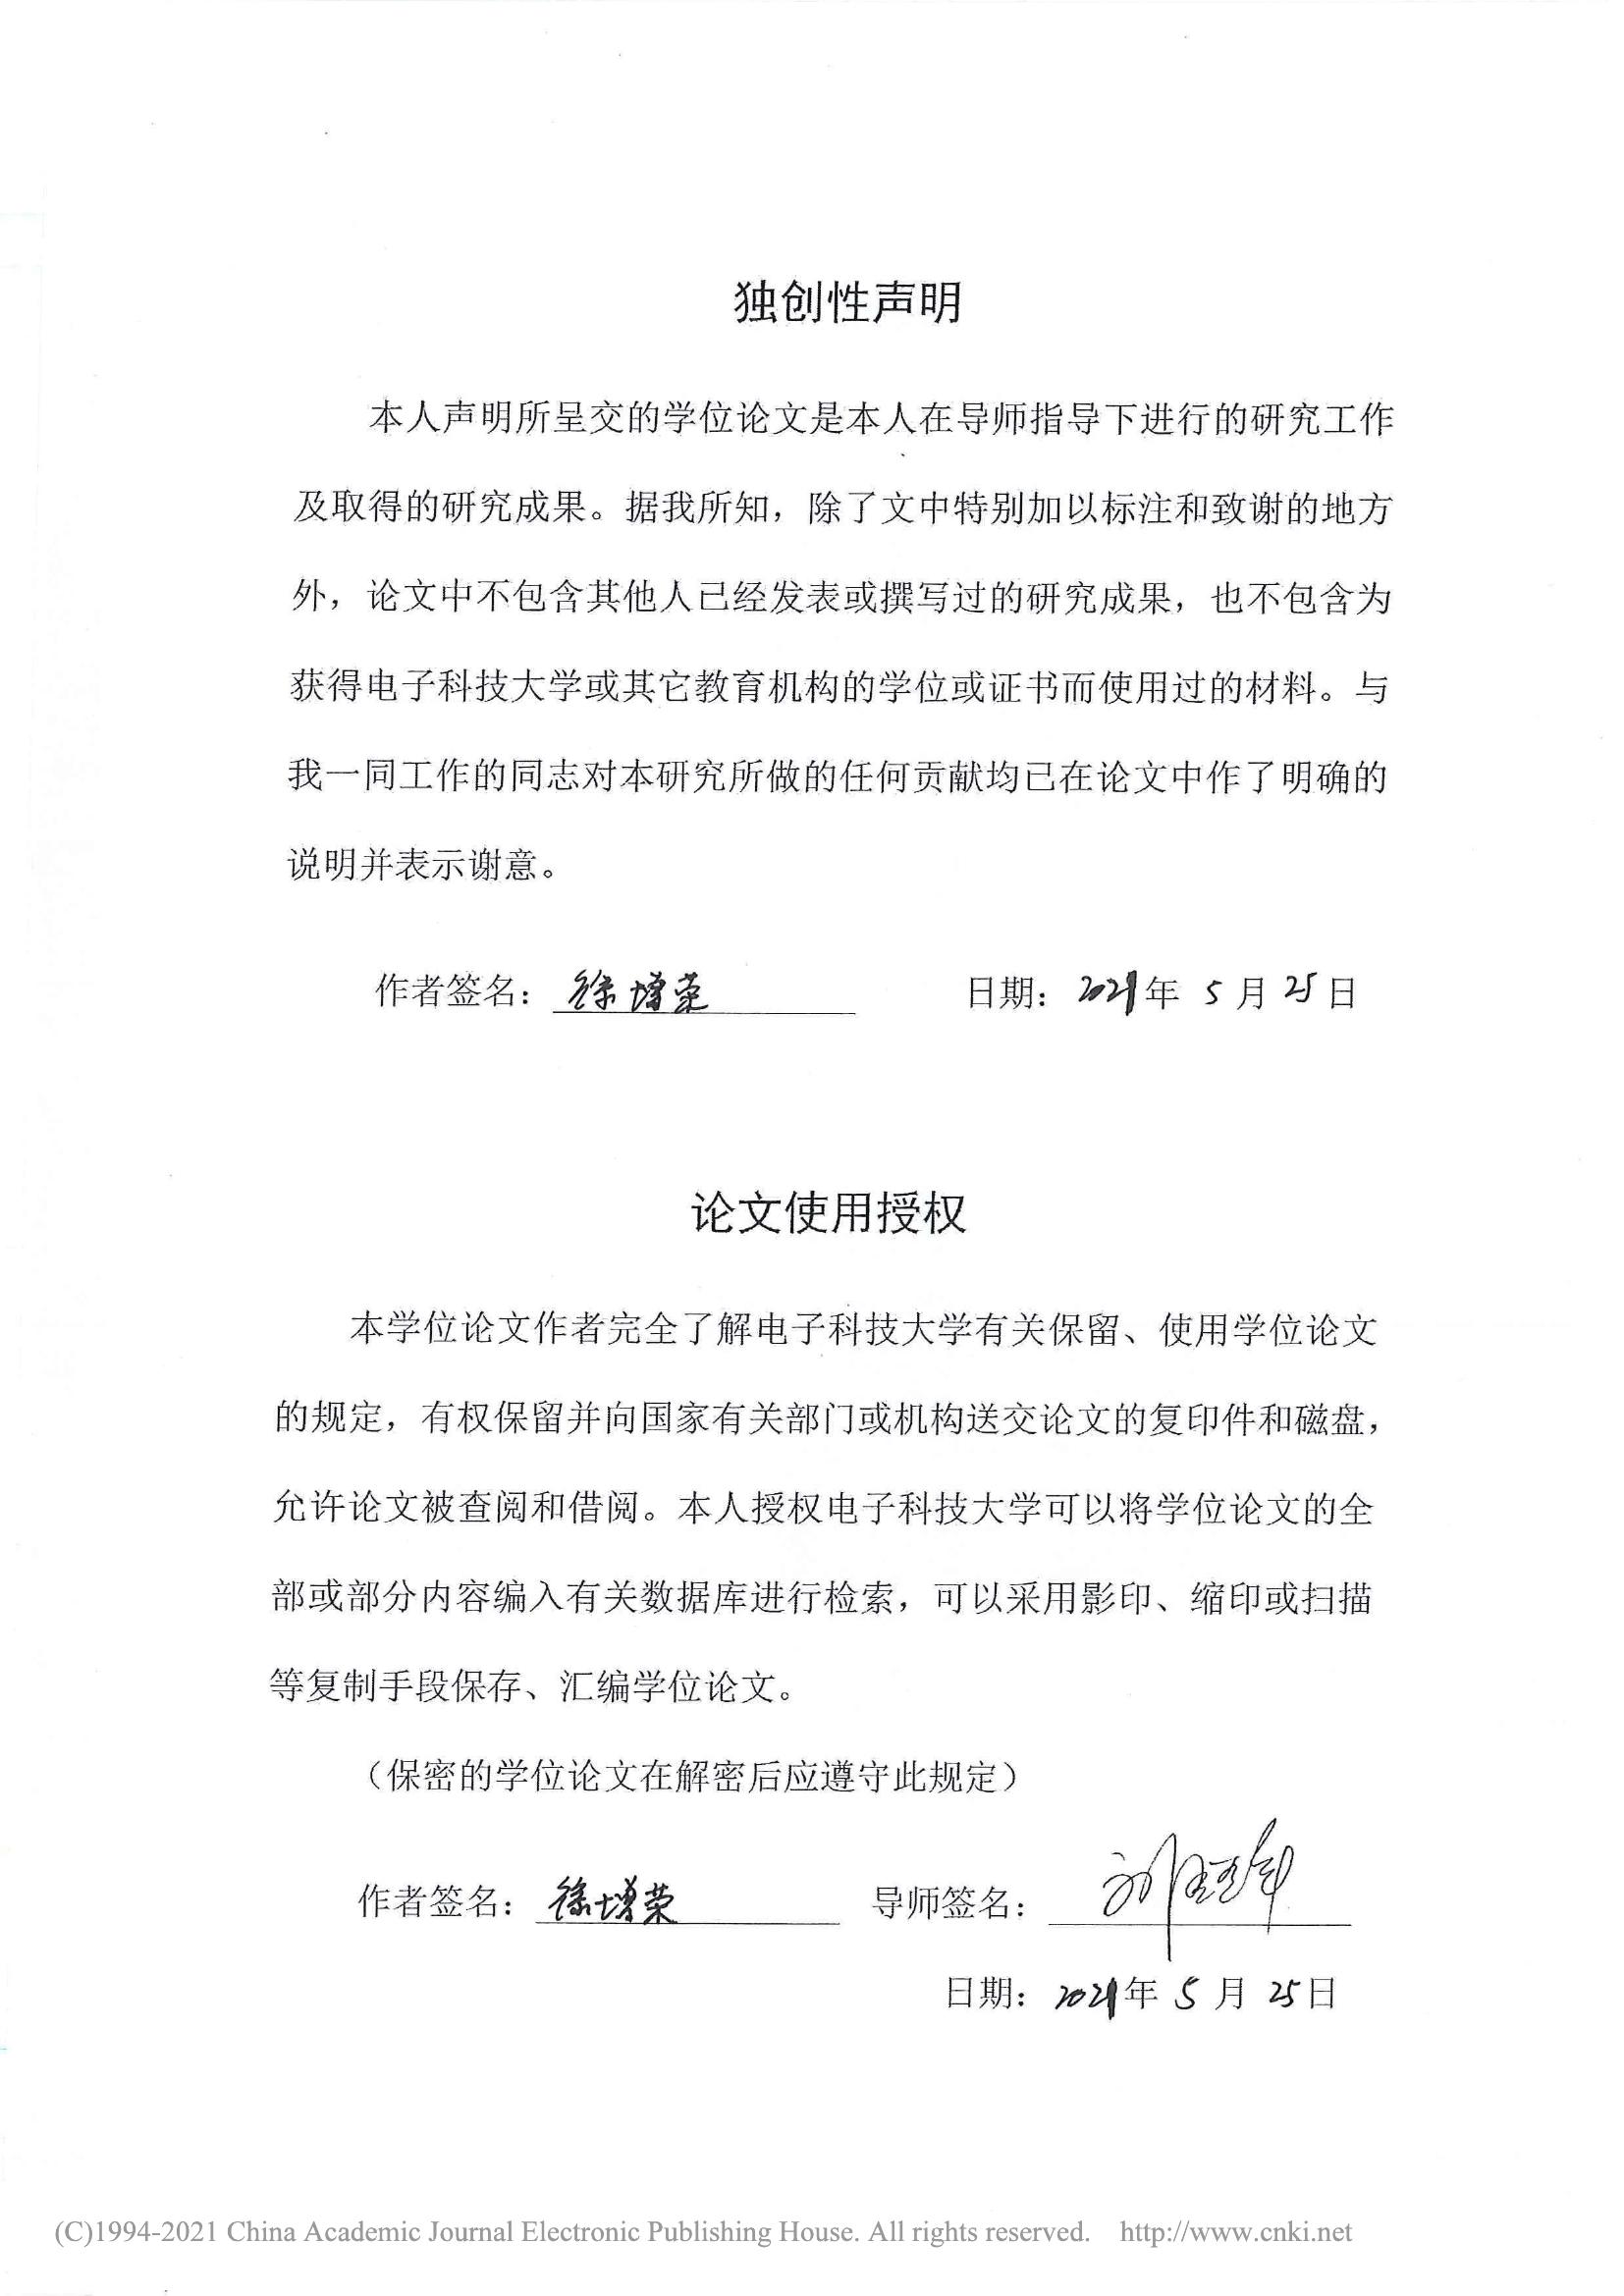 独创性声明
本人声明所呈交的学位论文是本人在导师指导下进行的研究工作
及取得的研究成果。据我所知，除了文中特别加以标注和致谢的地方
外，论文中不包含其他人已经发表或撰写过的研究成果，也不包含为
获得电子科技大学或其它教育机构的学位或证书而使用过的材料。与
我一同工作的同志对本研究所做的任何贡献均已在论文中作了明确的
说明并表示谢意。
作者签名：徐增荣 日期：2021年 5 月 25日
论文使用授权
本学位论文作者完全了解电子科技大学有关保留、使用学位论文
的规定，有权保留并向国家有关部门或机构送交论文的复印件和磁盘，
允许论文被查阅和借阅。本人授权电子科技大学可以将学位论文的全
部或部分内容编入有关数据库进行检索，可以采用影印、缩印或扫描
等复制手段保存、汇编学位论文。
（保密的学位论文在解密后应遵守此规定）
作者签名：徐增荣 导师签名：
日期：2021年 5 月 25日
(C)1994-2021 China Academic Journal Electronic Publishing House. All rights reserved. http://www.cnki.net